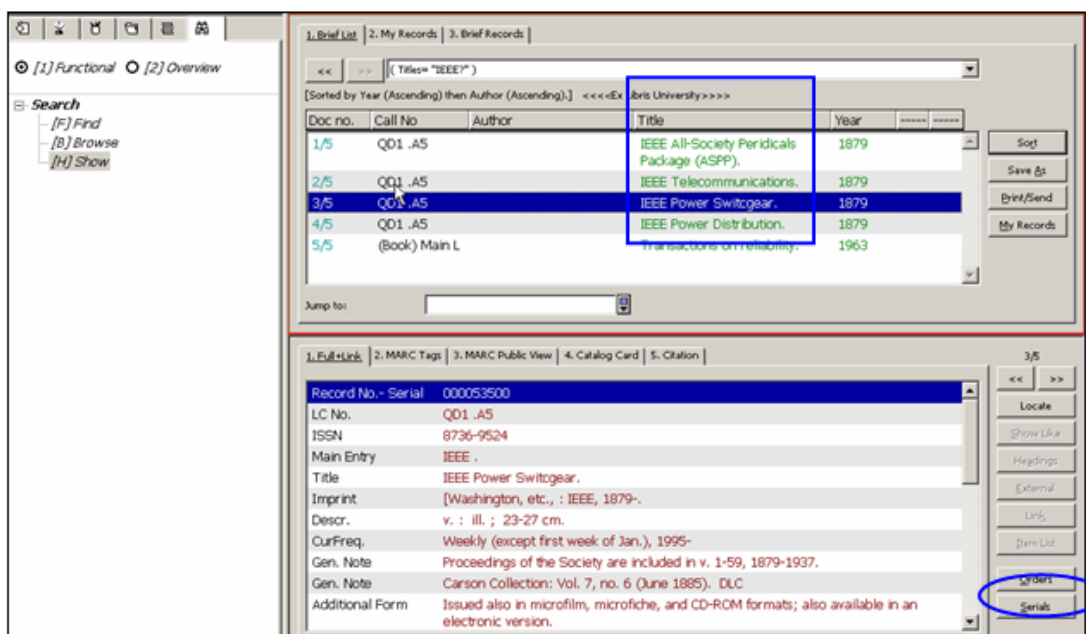 [1] Functional [2] Overview
Search
[F] Find
[B] Browse
[H] Show
1. Brief List 2. My Records 3. Brief Records
<< >> ( Titles= "IEEE?" )
[Sorted by Year (Ascending) then Author (Ascending).] <<<<Ex Libris University>>>>
Doc no. Call No Author Title Year ----- -----
1/5 QD1 .A5 IEEE All-Society Peridicals 1879
Package (ASPP).
2/5 QD1 .A5 IEEE Telecommunications. 1879
3/5 QD1 .A5 IEEE Power Switcgear. 1879
4/5 QD1 .A5 IEEE Power Distribution. 1879
5/5 (Book) Main L Transactions on reliability. 1963
Sort
Save As
Print/Send
My Records
Jump to:
1. Full+Link 2. MARC Tags 3. MARC Public View 4. Catalog Card 5. Citation
Record No.- Serial 000053500
LC No. QD1 .A5
ISSN 8736-9524
Main Entry IEEE .
Title IEEE Power Switcgear.
Imprint [Washington, etc., : IEEE, 1879-.
Descr. v. : ill. ; 23-27 cm.
CurFreq. Weekly (except first week of Jan.), 1995-
Gen. Note Proceedings of the Society are included in v. 1-59, 1879-1937.
Gen. Note Carson Collection: Vol. 7, no. 6 (June 1885). DLC
Additional Form Issued also in microfilm, microfiche, and CD-ROM formats; also available in an
electronic version.
3/5
<< >>
Locate
Show Like
Headings
External
Link
Item List
Orders
Serials